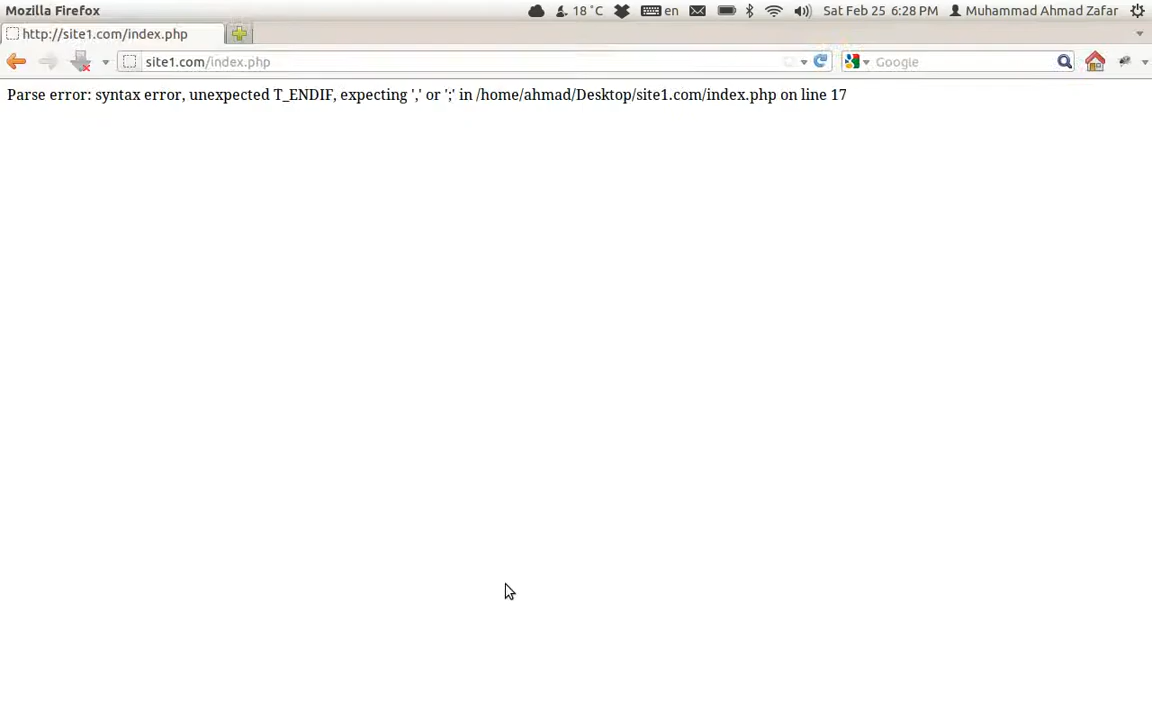 Mozilla Firefox
18 °C
en
Sat Feb 25 6:28 PM
Muhammad Ahmad Zafar
http://site1.com/index.php
site1.com/index.php
Google
Parse error: syntax error, unexpected T_ENDIF, expecting ',' or ';' in /home/ahmad/Desktop/site1.com/index.php on line 17